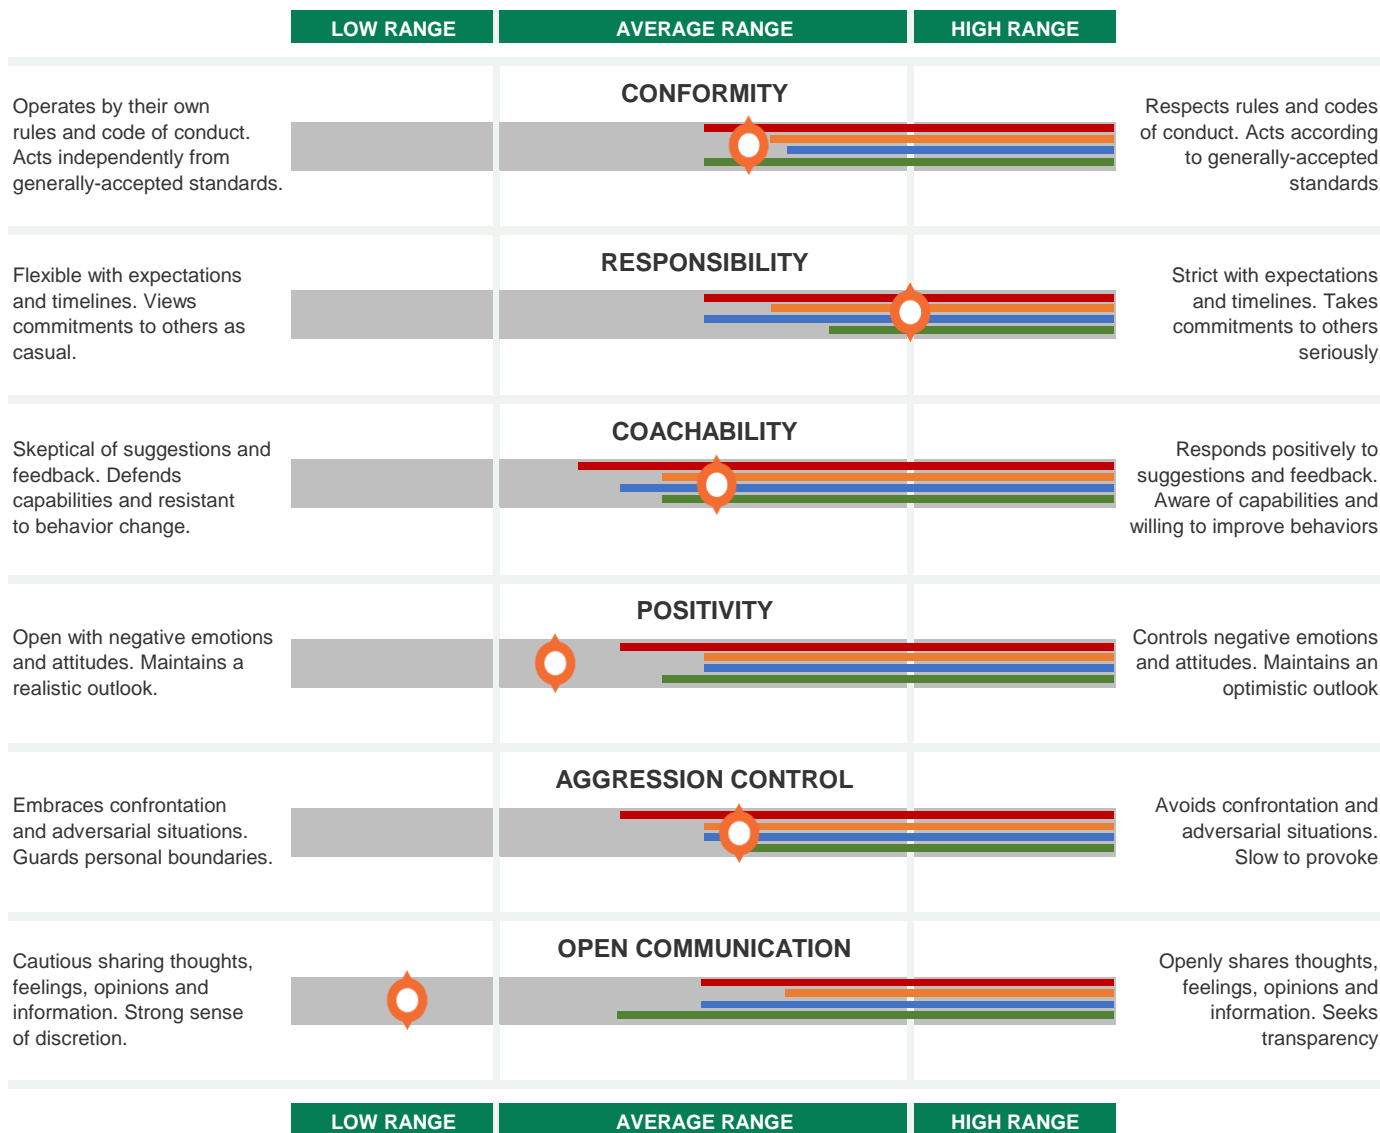 LOW RANGE
AVERAGE RANGE
HIGH RANGE
CONFORMITY
Operates by their own
rules and code of conduct.
Acts independently from
generally-accepted standards.
Respects rules and codes
of conduct. Acts according
to generally-accepted
standards
RESPONSIBILITY
Flexible with expectations
and timelines. Views
commitments to others as
casual.
Strict with expectations
and timelines. Takes
commitments to others
seriously
COACHABILITY
Skeptical of suggestions and
feedback. Defends
capabilities and resistant
to behavior change.
Responds positively to
suggestions and feedback.
Aware of capabilities and
willing to improve behaviors
POSITIVITY
Open with negative emotions
and attitudes. Maintains a
realistic outlook.
Controls negative emotions
and attitudes. Maintains an
optimistic outlook
AGGRESSION CONTROL
Embraces confrontation
and adversarial situations.
Guards personal boundaries.
Avoids confrontation and
adversarial situations.
Slow to provoke
OPEN COMMUNICATION
Cautious sharing thoughts,
feelings, opinions and
information. Strong sense
of discretion.
Openly shares thoughts,
feelings, opinions and
information. Seeks
transparency
LOW RANGE
AVERAGE RANGE
HIGH RANGE